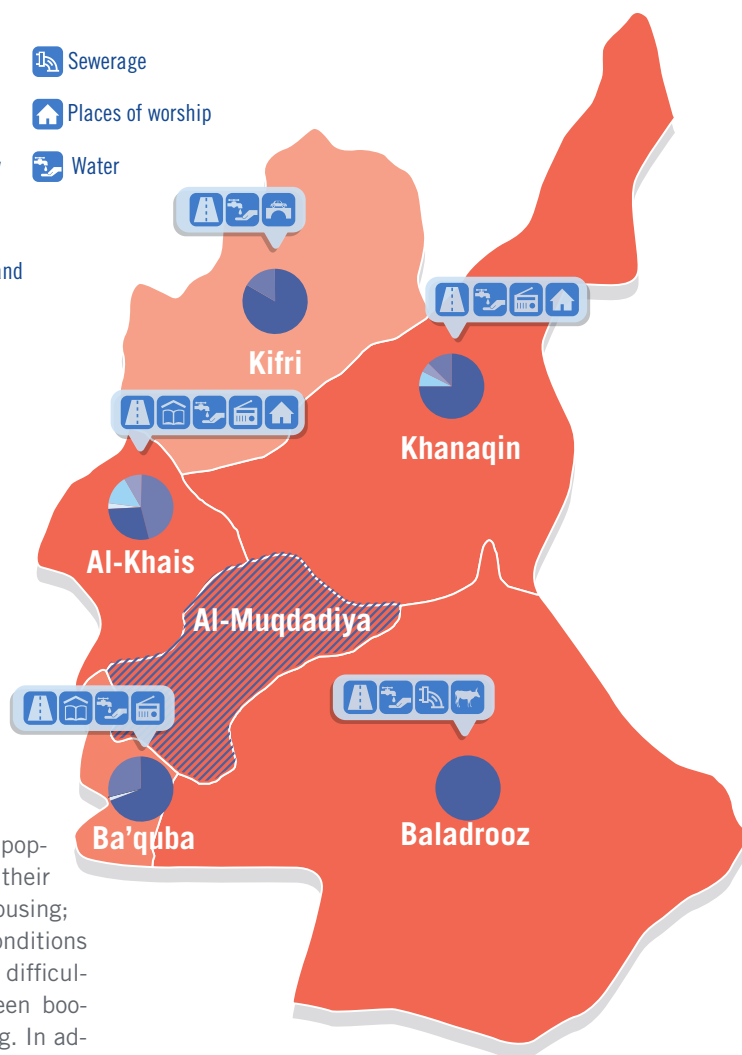 Sewerage
Places of worship
Water
and
Kifri
Khanaqin
Al-Khais
Al-Muqdadiya
Ba'quba
Baladrooz
pop-
their
ousing;
onditions
difficul-
een boo-
g. In ad-